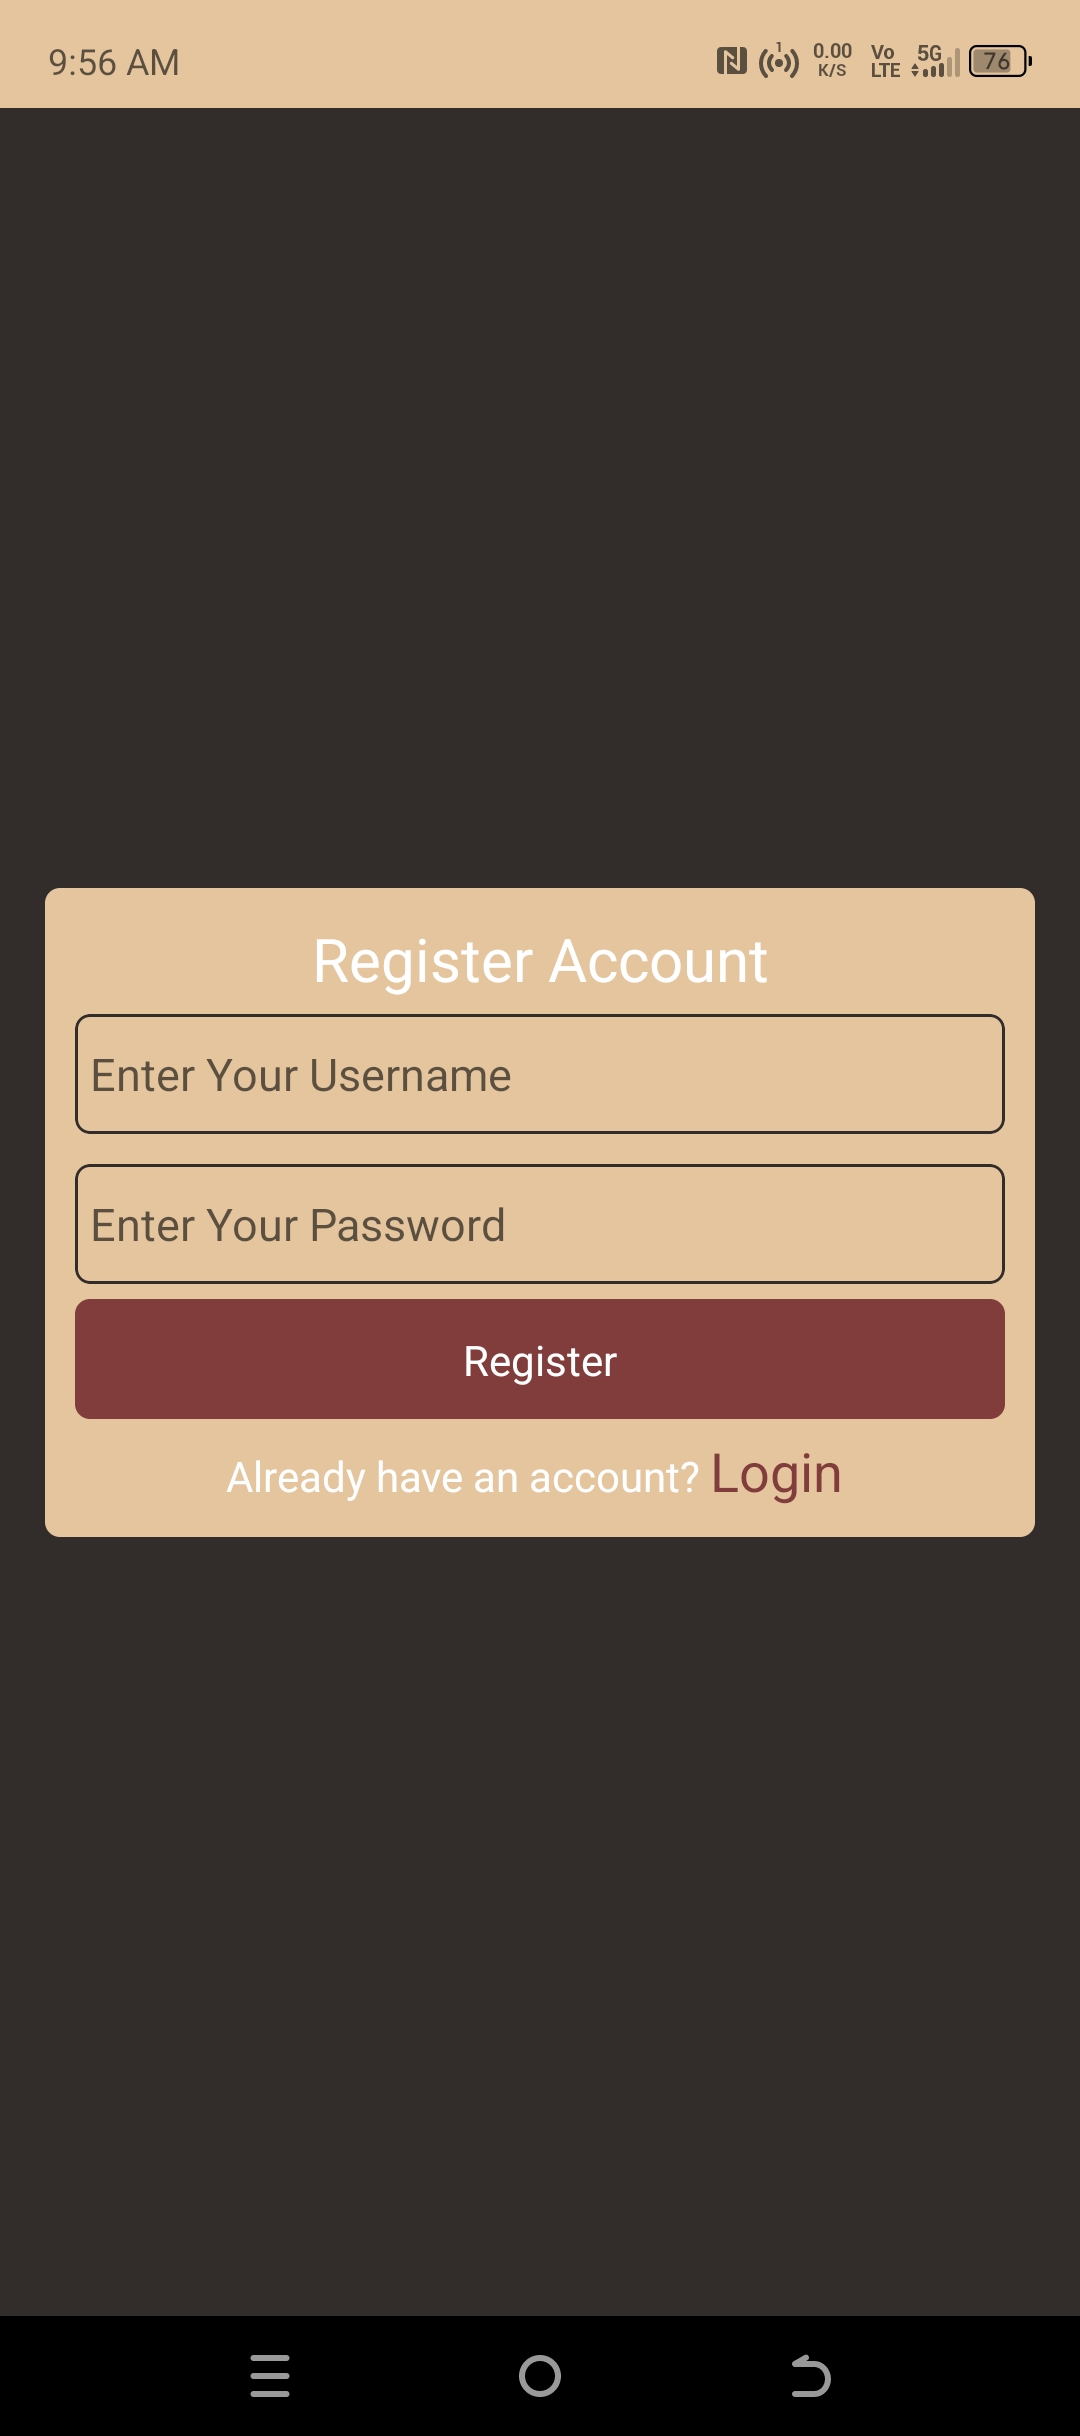 9:56 AM
1
0.00
K/S
Vo
LTE
5G
76
Register Account
Enter Your Username
Enter Your Password
Register
Already have an account? Login